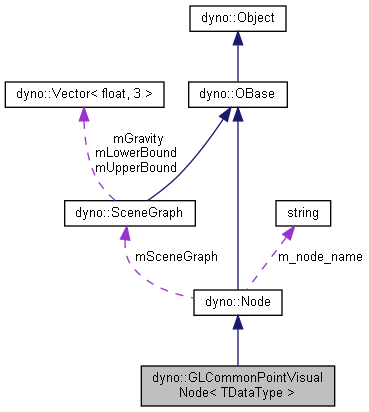 dyno::Object
dyno::Vector< float, 3 >
dyno::OBase
mGravity
mLowerBound
mUpperBound
dyno::SceneGraph
string
mSceneGraph
m_node_name
dyno::Node
dyno::GLCommonPointVisual
Node< TDataType >